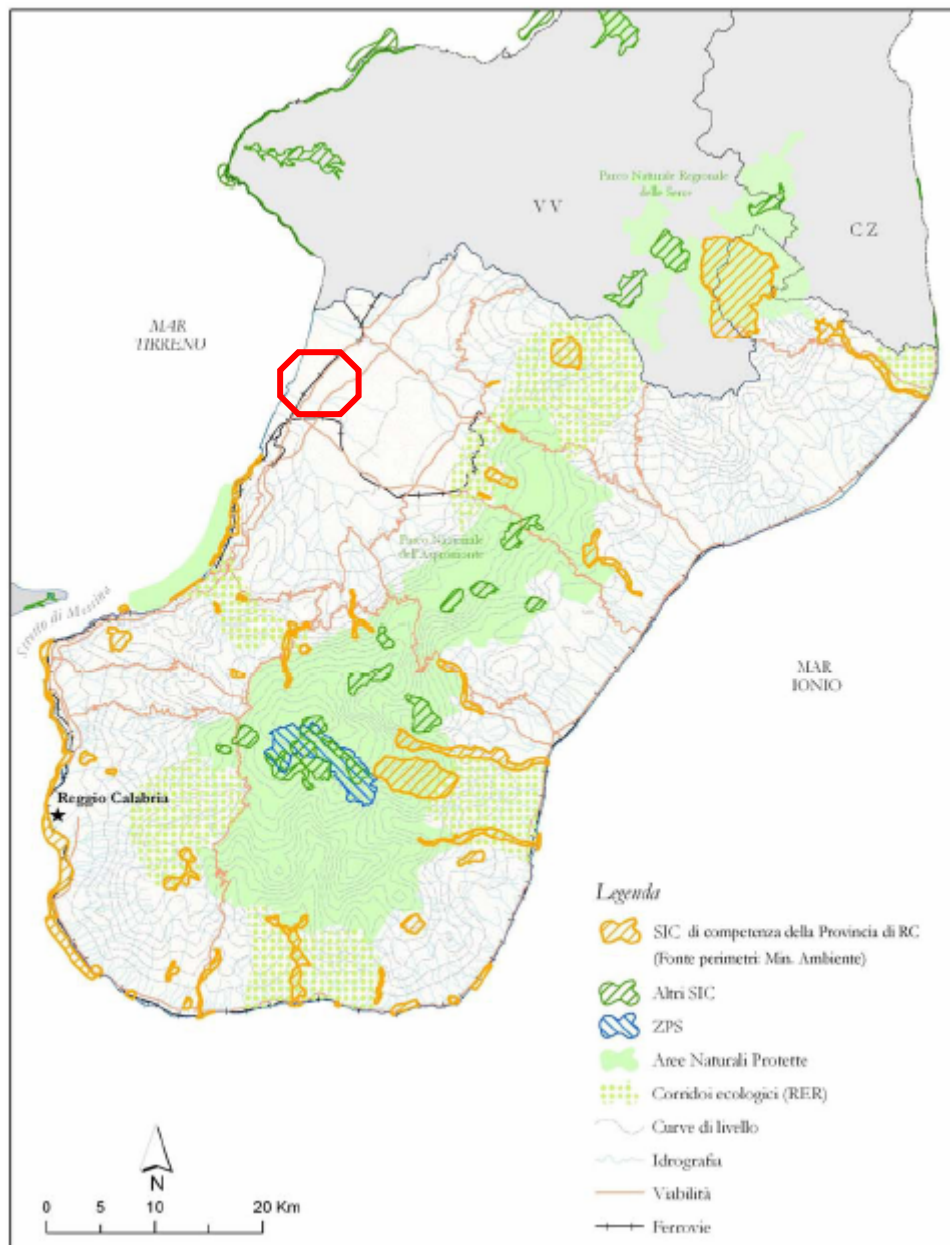 Parco Naturale Regionale
delle Serre
V V
C Z
MAR
TIRRENO
Parco Nazionale
dell'Aspromonte
Stretto di Messina
MAR
IONIO
Reggio Calabria
Legenda
SIC di competenza della Provincia di RC
(Fonte perimetri: Min. Ambiente)
Altri SIC
ZPS
Aree Naturali Protette
Corridoi ecologici (RER)
Curve di livello
Idrografia
Viabilità
Ferrovie
N
0 5 10 20 Km